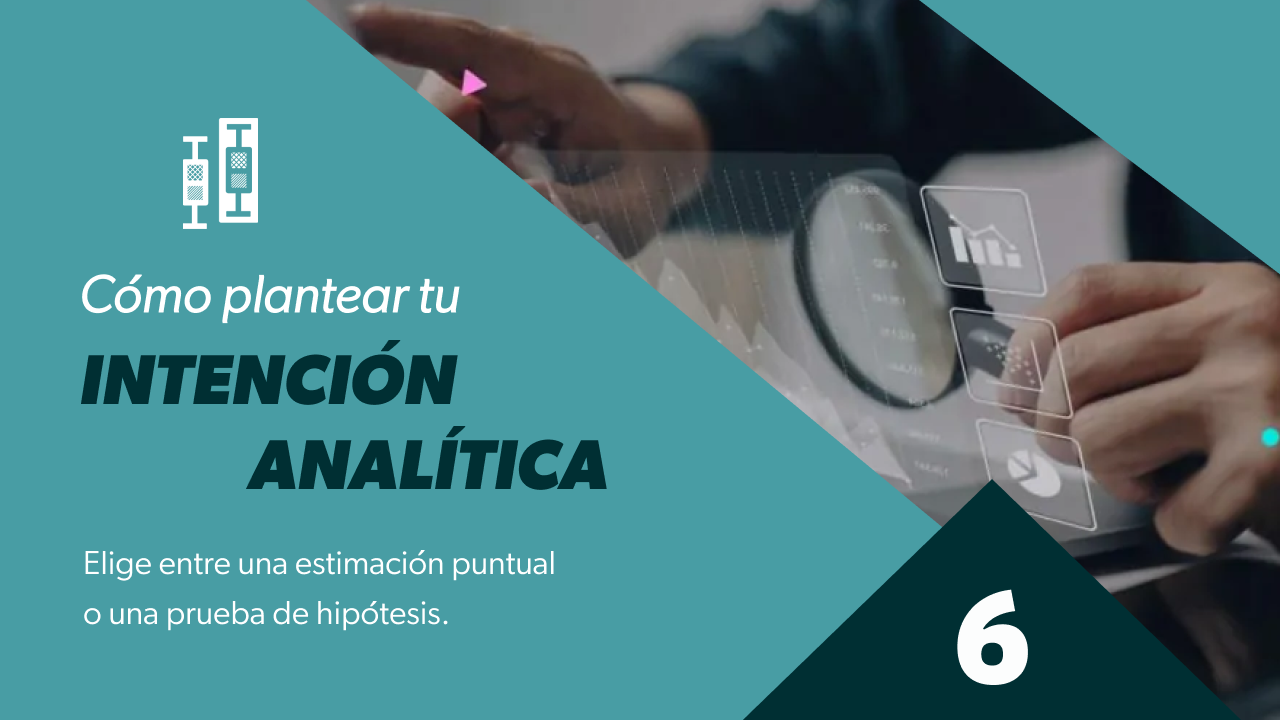 Cómo plantear tu
INTENCIÓN
ANALÍTICA
Elige entre una estimación puntual
o una prueba de hipótesis.
6